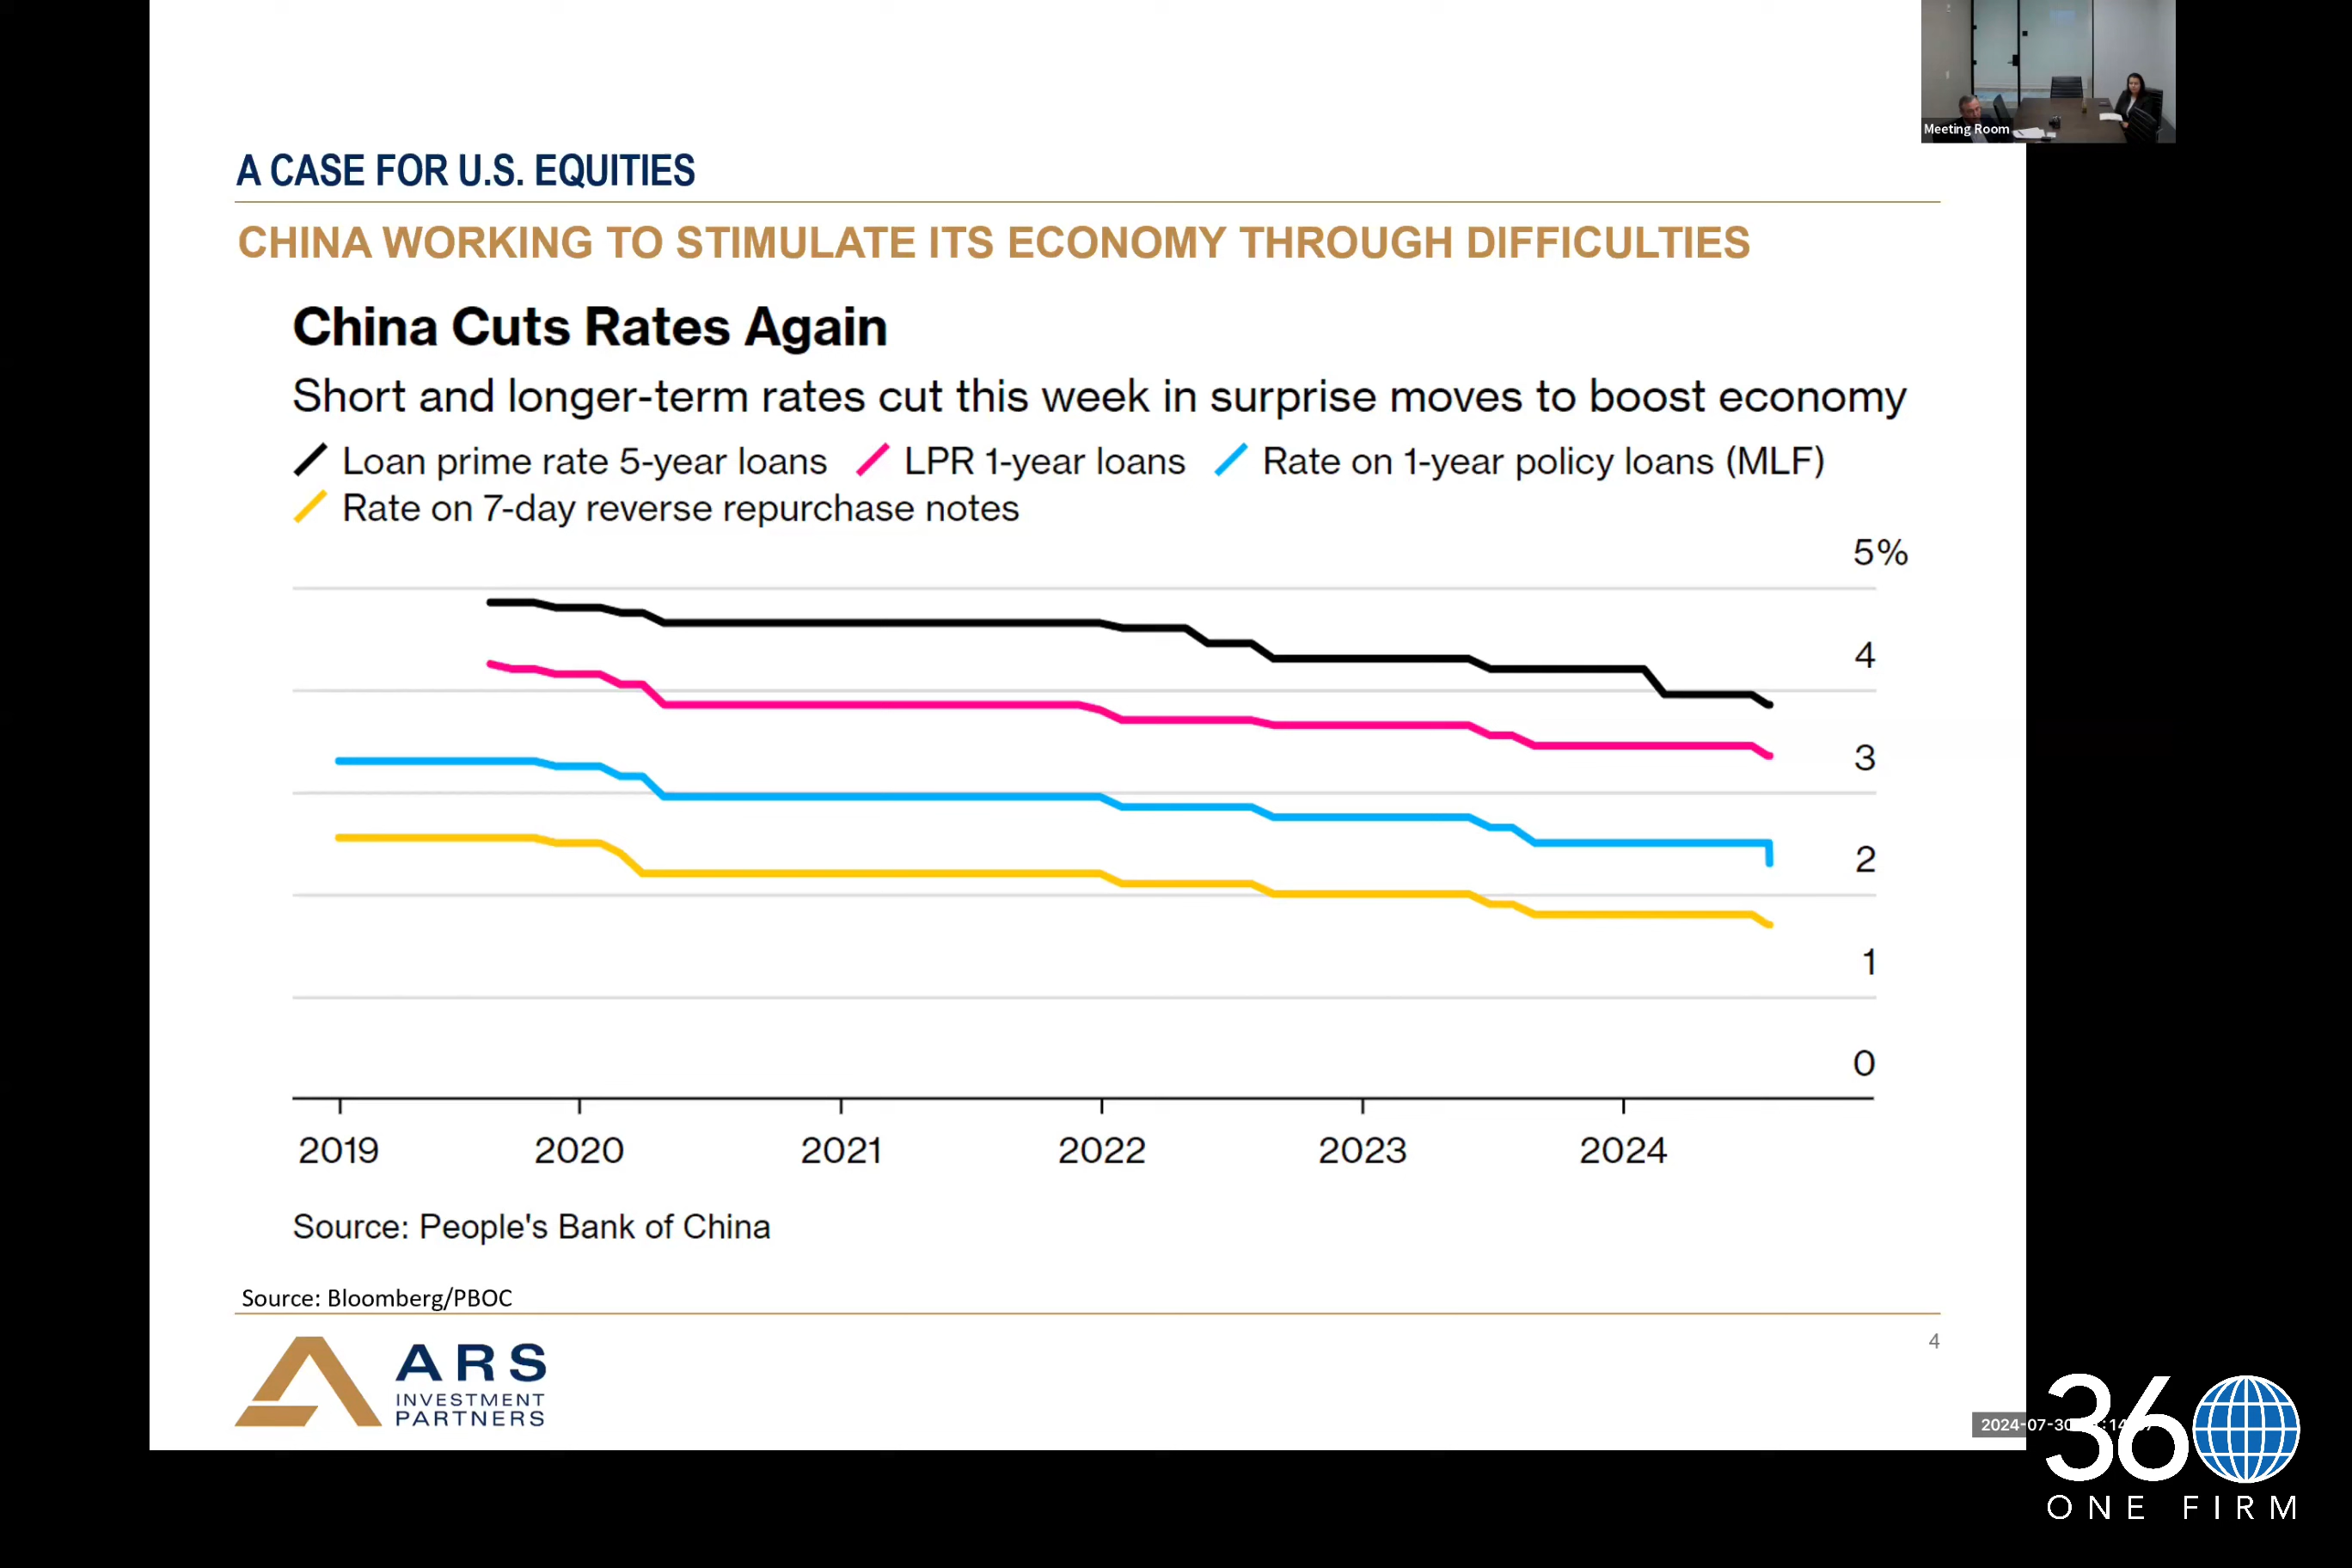 Meeting Room
A CASE FOR U.S. EQUITIES
CHINA WORKING TO STIMULATE ITS ECONOMY THROUGH DIFFICULTIES
China Cuts Rates Again
Short and longer-term rates cut this week in surprise moves to boost economy
Loan prime rate 5-year loans LPR 1-year loans Rate on 1-year policy loans (MLF)
Rate on 7-day reverse repurchase notes
5%
4
3
2
1
0
2019 2020 2021 2022 2023 2024
Source: People's Bank of China
Source: Bloomberg/PBOC
4
ARS
INVESTMENT
PARTNERS
360
ONE FIRM